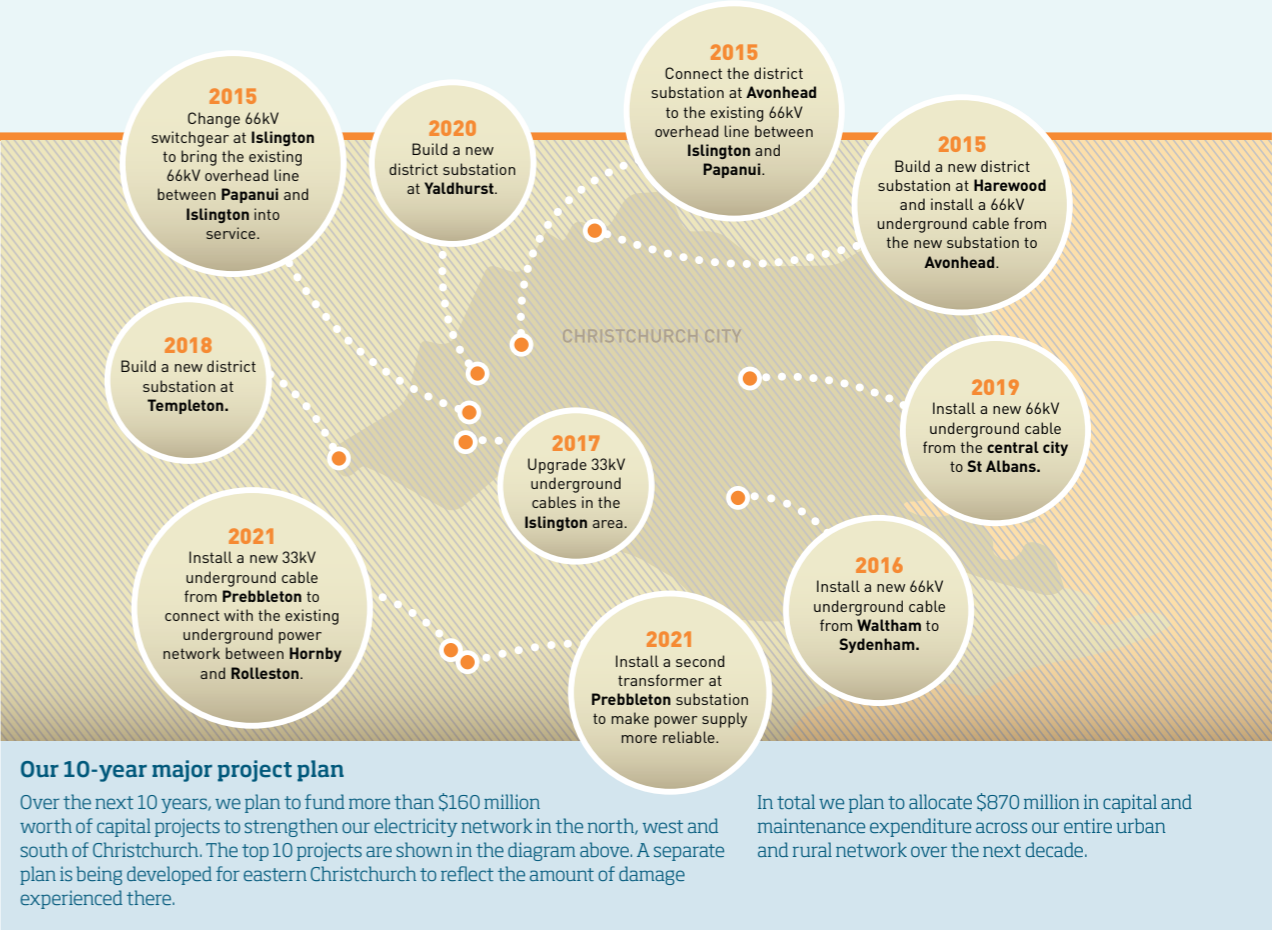 2015
Change 66kV
switchgear at Islington
to bring the existing
66kV overhead line
between Papanui and
Islington into
service.
2020
Build a new
district substation
at Yaldhurst.
2015
Connect the district
substation at Avonhead
to the existing 66kV
overhead line between
Islington and
Papanui.
2015
Build a new district
substation at Harewood
and install a 66kV
underground cable from
the new substation to
Avonhead.
CHRISTCHURCH CITY
2018
Build a new district
substation at
Templeton.
2019
Install a new 66kV
underground cable
from the central city
to St Albans.
2017
Upgrade 33kV
underground
cables in the
Islington area.
2021
Install a new 33kV
underground cable
from Prebbleton to
connect with the existing
underground power
network between Hornby
and Rolleston.
2016
Install a new 66kV
underground cable
from Waltham to
Sydenham.
2021
Install a second
transformer at
Prebbleton substation
to make power supply
more reliable.
Our 10-year major project plan
Over the next 10 years, we plan to fund more than $160 million
worth of capital projects to strengthen our electricity network in the north, west and
south of Christchurch. The top 10 projects are shown in the diagram above. A separate
plan is being developed for eastern Christchurch to reflect the amount of damage
experienced there.
In total we plan to allocate $870 million in capital and
maintenance expenditure across our entire urban
and rural network over the next decade.